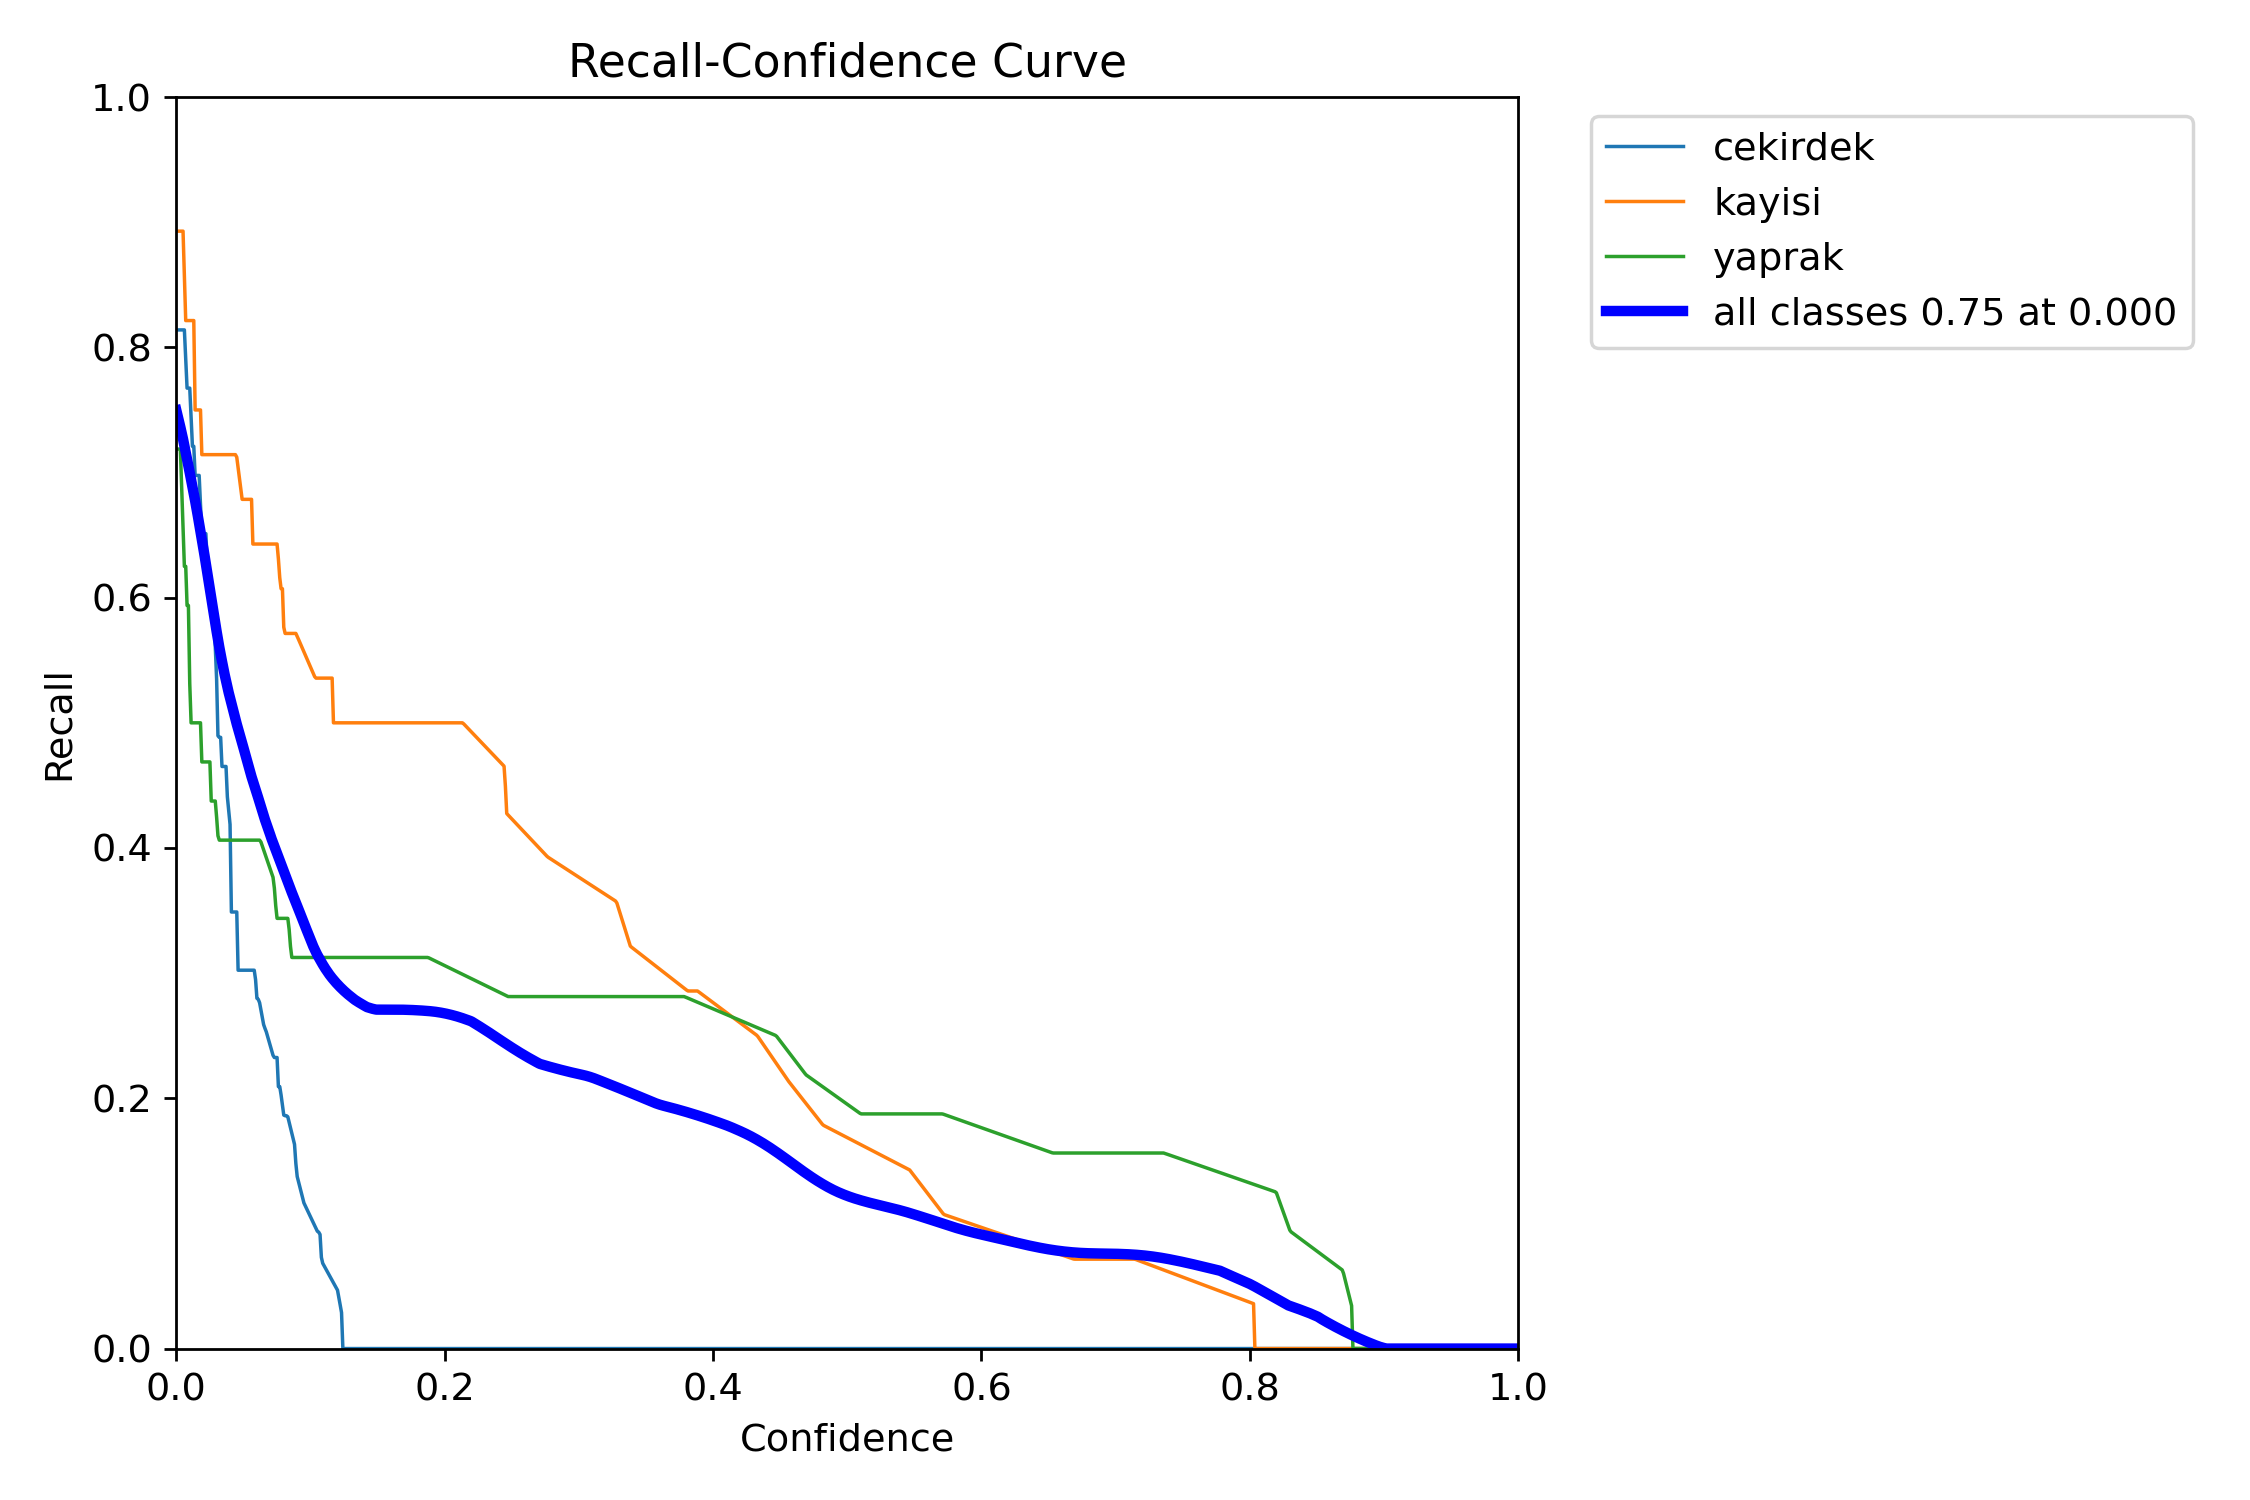 Recall-Confidence Curve
1.0
0.8
0.6
0.4
0.2
0.0
Recall
0.0 0.2 0.4 0.6 0.8 1.0
Confidence
cekirdek
kayisi
yaprak
all classes 0.75 at 0.000